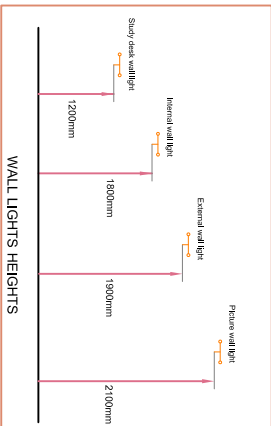 Study desk wall light
1200mm
Internal wall light
1800mm
External wall light
1900mm
Picture wall light
2100mm
WALL LIGHTS HEIGHTS